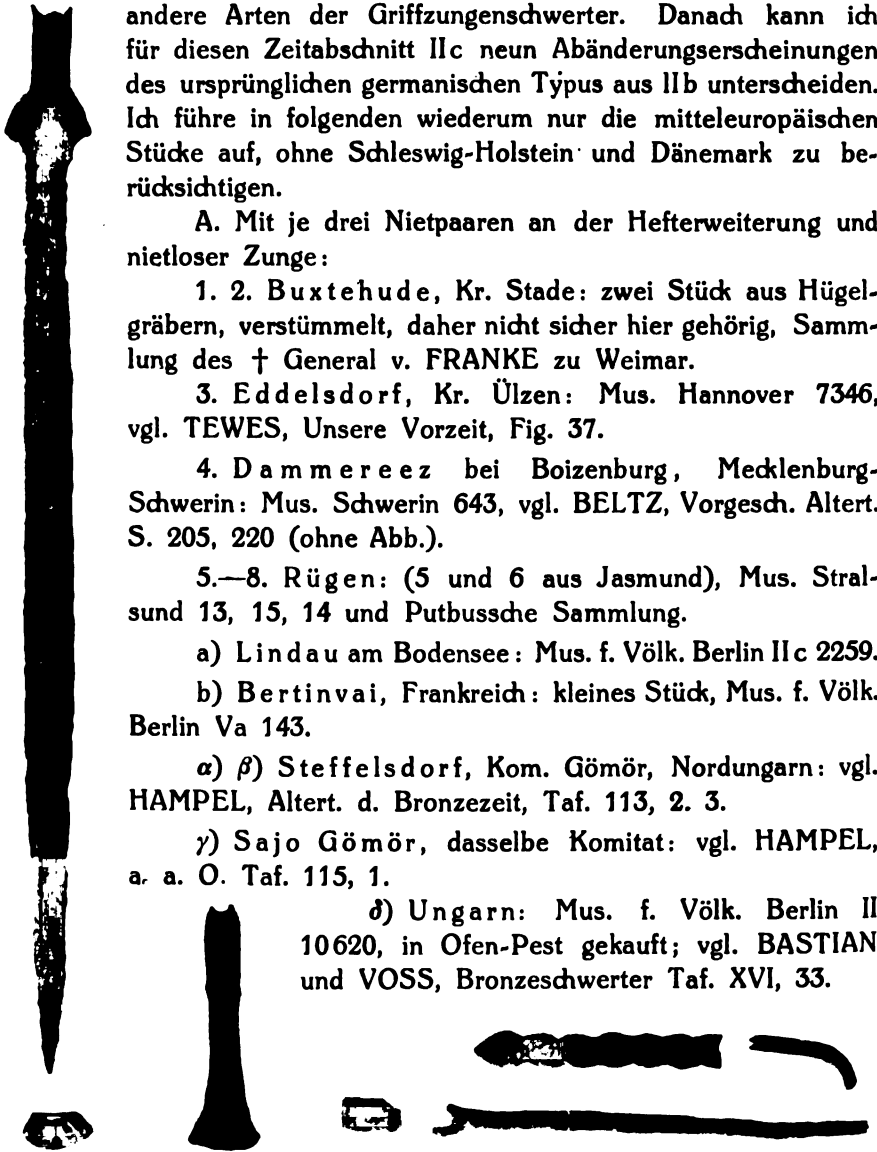 andere Arten der Griffzungenschwerter. Danach kann ich
für diesen Zeitabschnitt IIc neun Abänderungserscheinungen
des ursprünglichen germanischen Typus aus IIb unterscheiden.
Ich führe in folgenden wiederum nur die mitteleuropäischen
Stücke auf, ohne Schleswig-Holstein und Dänemark zu be-
rücksichtigen.
A. Mit je drei Nietpaaren an der Hefterweiterung und
nietloser Zunge:
1. 2. Buxtehude, Kr. Stade: zwei Stück aus Hügel-
gräbern, verstümmelt, daher nicht sicher hier gehörig, Samm-
lung des † General v. FRANKE zu Weimar.
3. Eddelsdorf, Kr. Ülzen: Mus. Hannover 7346,
vgl. TEWES, Unsere Vorzeit, Fig. 37.
4. Dammereez bei Boizenburg, Mecklenburg-
Schwerin: Mus. Schwerin 643, vgl. BELTZ, Vorgesch. Altert.
S. 205, 220 (ohne Abb.).
5.—8. Rügen: (5 und 6 aus Jasmund), Mus. Stral-
sund 13, 15, 14 und Putbussche Sammlung.
a) Lindau am Bodensee: Mus. f. Völk. Berlin IIc 2259.
b) Bertinvai, Frankreich: kleines Stück, Mus. f. Völk.
Berlin Va 143.
α) β) Steffelsdorf, Kom. Gömör, Nordungarn: vgl.
HAMPEL, Altert. d. Bronzezeit, Taf. 113, 2. 3.
γ) Sajo Gömör, dasselbe Komitat: vgl. HAMPEL,
a. a. O. Taf. 115, 1.
δ) Ungarn: Mus. f. Völk. Berlin II
10620, in Ofen-Pest gekauft; vgl. BASTIAN
und VOSS, Bronzeschwerter Taf. XVI, 33.